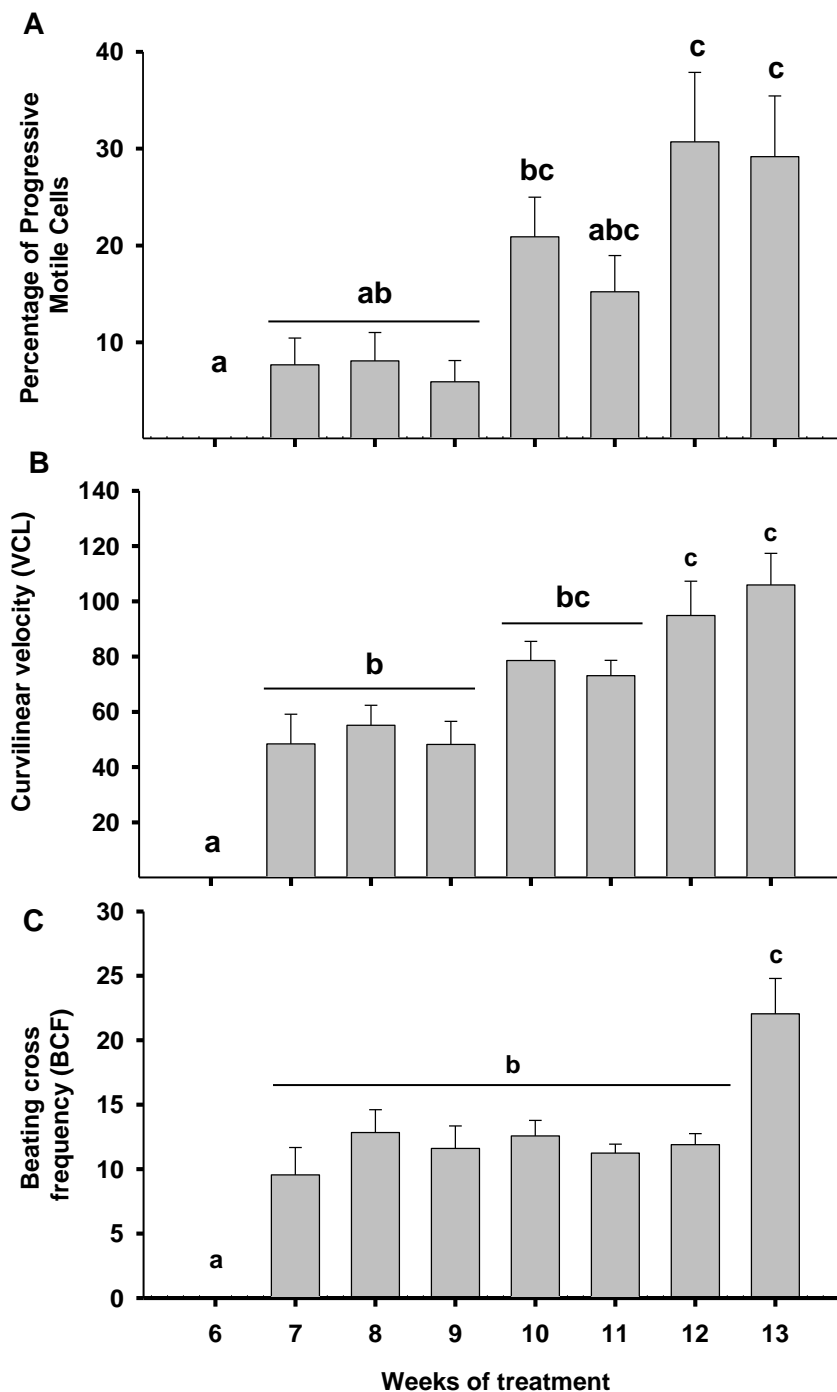 A
Percentage of Progressive
Motile Cells
40
30
20
10
a
ab
bc
abc
c
c
B
Curvilinear velocity (VCL)
140
120
100
80
60
40
20
a
b
bc
c
c
C
Beating cross
frequency (BCF)
30
25
20
15
10
5
0
a
b
c
6 7 8 9 10 11 12 13
Weeks of treatment